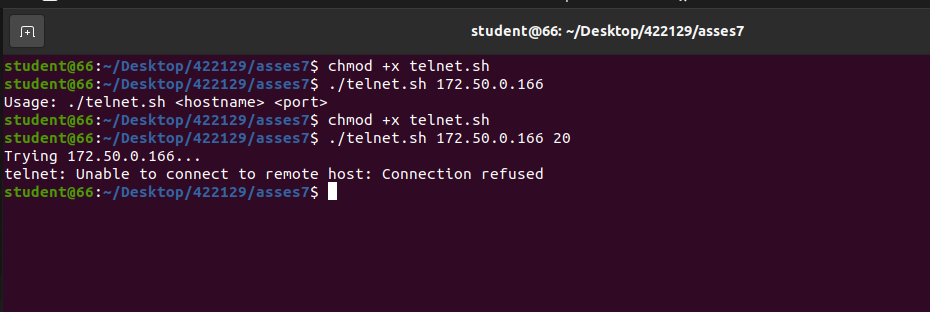 student@66: ~/Desktop/422129/asses7
student@66:~/Desktop/422129/asses7$ chmod +x telnet.sh
student@66:~/Desktop/422129/asses7$ ./telnet.sh 172.50.0.166
Usage: ./telnet.sh <hostname> <port>
student@66:~/Desktop/422129/asses7$ chmod +x telnet.sh
student@66:~/Desktop/422129/asses7$ ./telnet.sh 172.50.0.166 20
Trying 172.50.0.166...
telnet: Unable to connect to remote host: Connection refused
student@66:~/Desktop/422129/asses7$